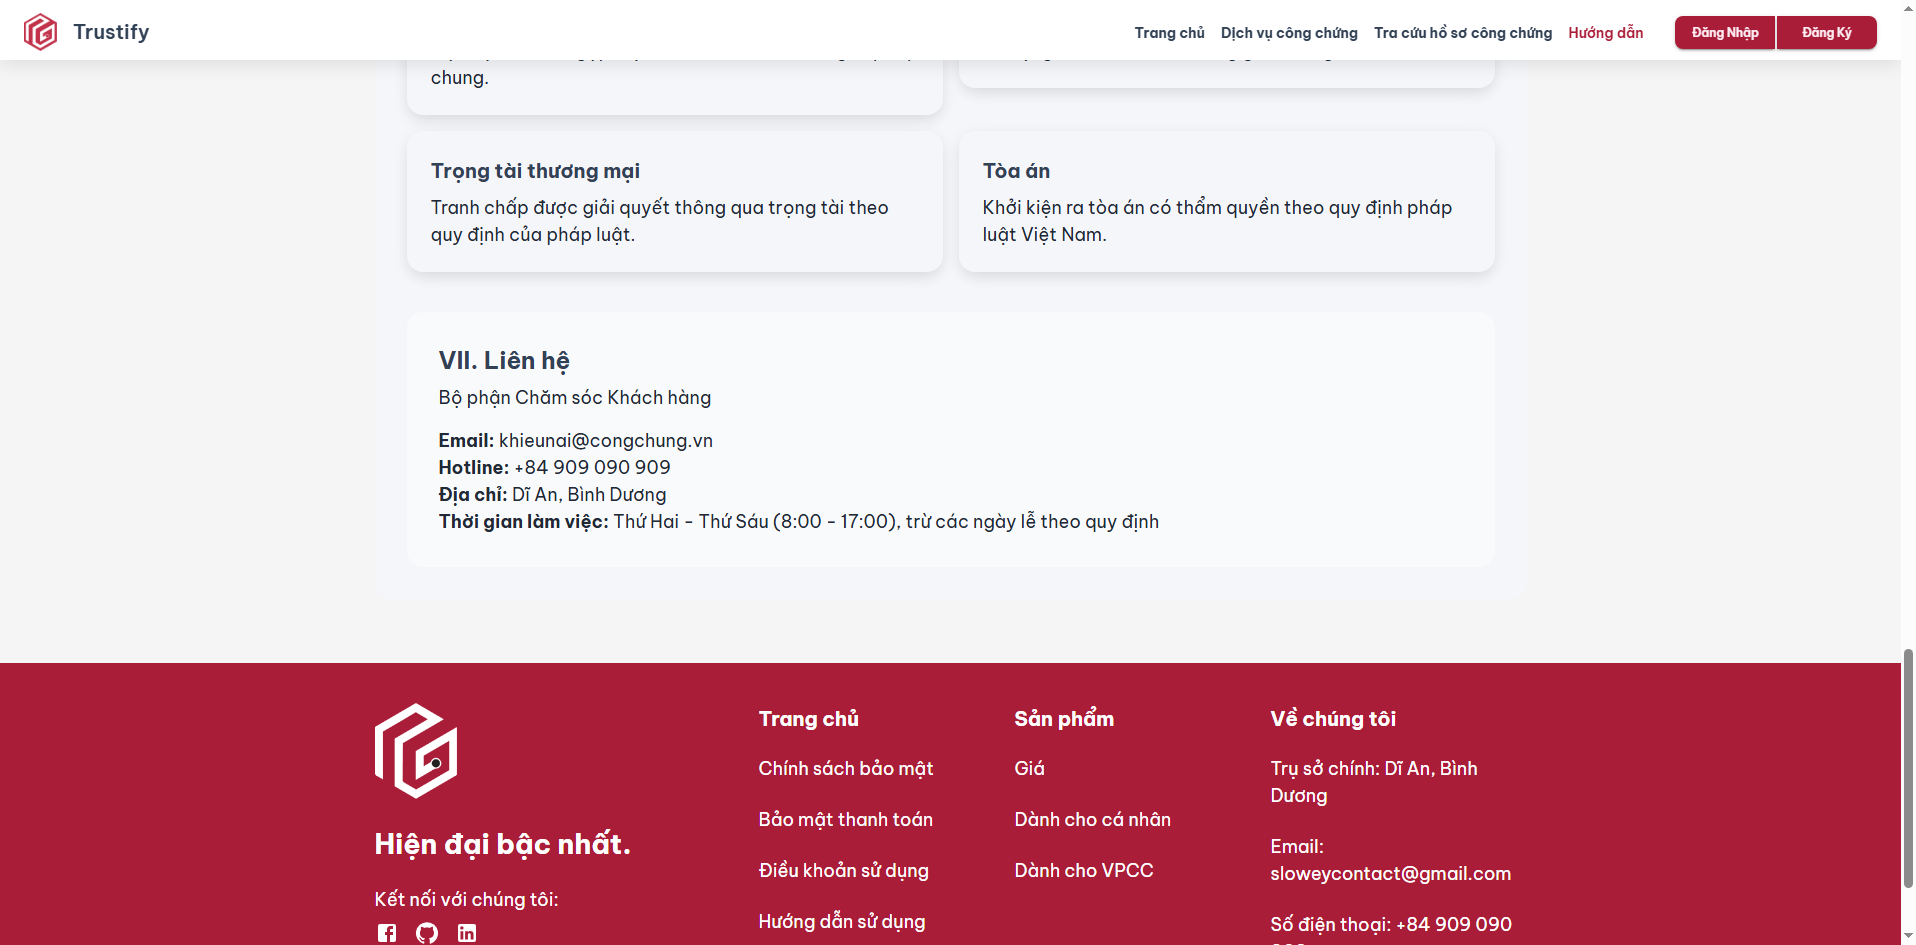 Trustify
Trang chủ
Dịch vụ công chứng
Tra cứu hồ sơ công chứng
Hướng dẫn
Đăng Nhập
Đăng Ký
chung.
Trọng tài thương mại
Tranh chấp được giải quyết thông qua trọng tài theo
quy định của pháp luật.
Tòa án
Khởi kiện ra tòa án có thẩm quyền theo quy định pháp
luật Việt Nam.
VII. Liên hệ
Bộ phận Chăm sóc Khách hàng
Email: khieunai@congchung.vn
Hotline: +84 909 090 909
Địa chỉ: Dĩ An, Bình Dương
Thời gian làm việc: Thứ Hai - Thứ Sáu (8:00 - 17:00), trừ các ngày lễ theo quy định
Hiện đại bậc nhất.
Kết nối với chúng tôi:
Trang chủ
Chính sách bảo mật
Bảo mật thanh toán
Điều khoản sử dụng
Hướng dẫn sử dụng
Sản phẩm
Giá
Dành cho cá nhân
Dành cho VPCC
Về chúng tôi
Trụ sở chính: Dĩ An, Bình
Dương
Email:
sloweycontact@gmail.com
Số điện thoại: +84 909 090